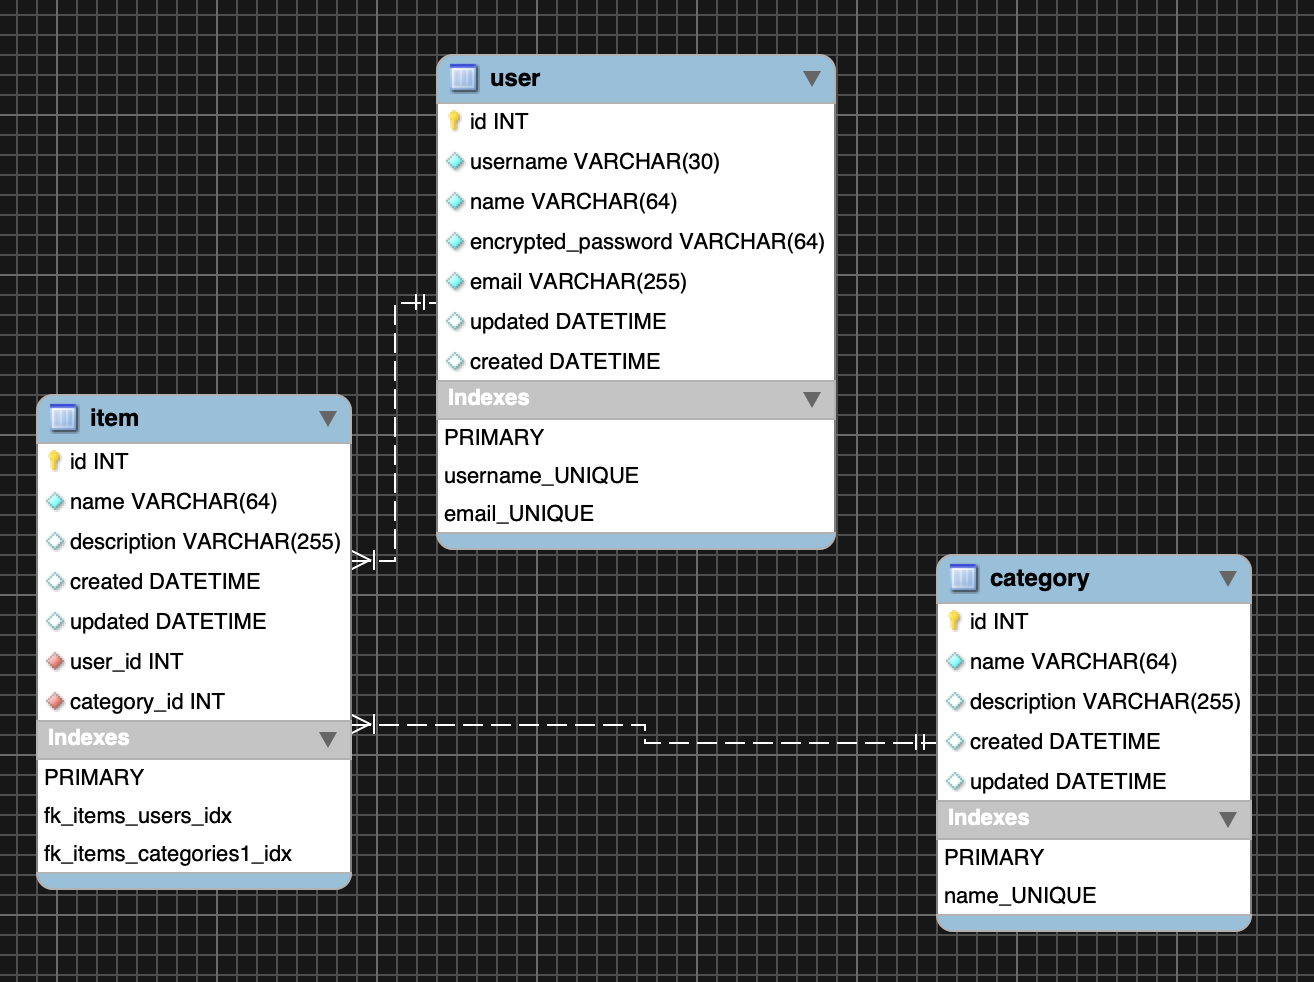 user
id INT
username VARCHAR(30)
name VARCHAR(64)
encrypted_password VARCHAR(64)
email VARCHAR(255)
updated DATETIME
created DATETIME
Indexes
PRIMARY
username_UNIQUE
email_UNIQUE
item
id INT
name VARCHAR(64)
description VARCHAR(255)
created DATETIME
updated DATETIME
user_id INT
category_id INT
Indexes
PRIMARY
fk_items_users_idx
fk_items_categories1_idx
category
id INT
name VARCHAR(64)
description VARCHAR(255)
created DATETIME
updated DATETIME
Indexes
PRIMARY
name_UNIQUE